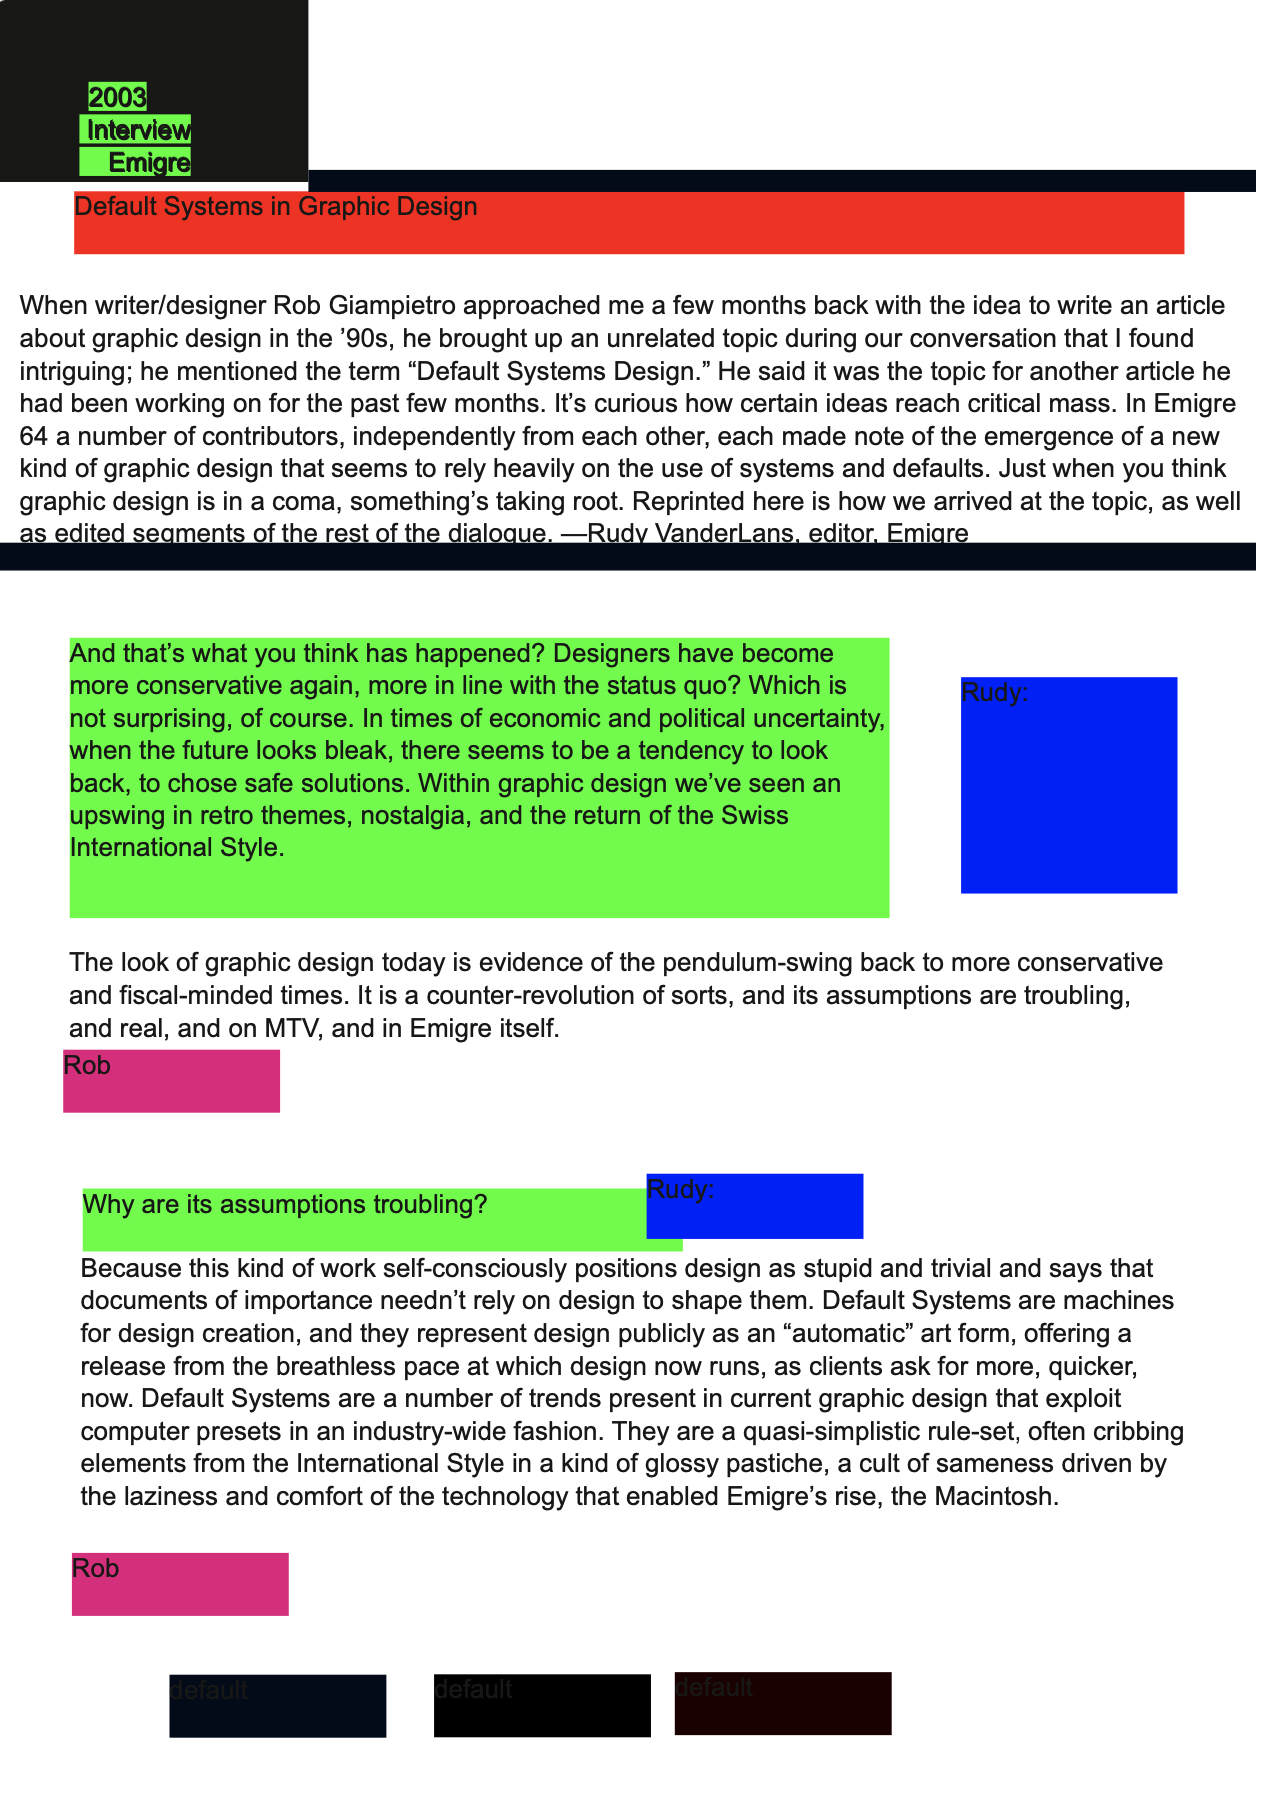 2003
Interview
Emigre
Default Systems in Graphic Design
When writer/designer Rob Giampietro approached me a few months back with the idea to write an article
about graphic design in the ’90s, he brought up an unrelated topic during our conversation that I found
intriguing; he mentioned the term “Default Systems Design.” He said it was the topic for another article he
had been working on for the past few months. It’s curious how certain ideas reach critical mass. In Emigre
64 a number of contributors, independently from each other, each made note of the emergence of a new
kind of graphic design that seems to rely heavily on the use of systems and defaults. Just when you think
graphic design is in a coma, something’s taking root. Reprinted here is how we arrived at the topic, as well
as edited segments of the rest of the dialogue. —Rudy VanderLans, editor, Emigre
And that’s what you think has happened? Designers have become
more conservative again, more in line with the status quo? Which is
not surprising, of course. In times of economic and political uncertainty,
when the future looks bleak, there seems to be a tendency to look
back, to chose safe solutions. Within graphic design we’ve seen an
upswing in retro themes, nostalgia, and the return of the Swiss
International Style.
Rudy:
The look of graphic design today is evidence of the pendulum-swing back to more conservative
and fiscal-minded times. It is a counter-revolution of sorts, and its assumptions are troubling,
and real, and on MTV, and in Emigre itself.
Rob
Why are its assumptions troubling?
Rudy:
Because this kind of work self-consciously positions design as stupid and trivial and says that
documents of importance needn’t rely on design to shape them. Default Systems are machines
for design creation, and they represent design publicly as an “automatic” art form, offering a
release from the breathless pace at which design now runs, as clients ask for more, quicker,
now. Default Systems are a number of trends present in current graphic design that exploit
computer presets in an industry-wide fashion. They are a quasi-simplistic rule-set, often cribbing
elements from the International Style in a kind of glossy pastiche, a cult of sameness driven by
the laziness and comfort of the technology that enabled Emigre’s rise, the Macintosh.
Rob
default
default
default